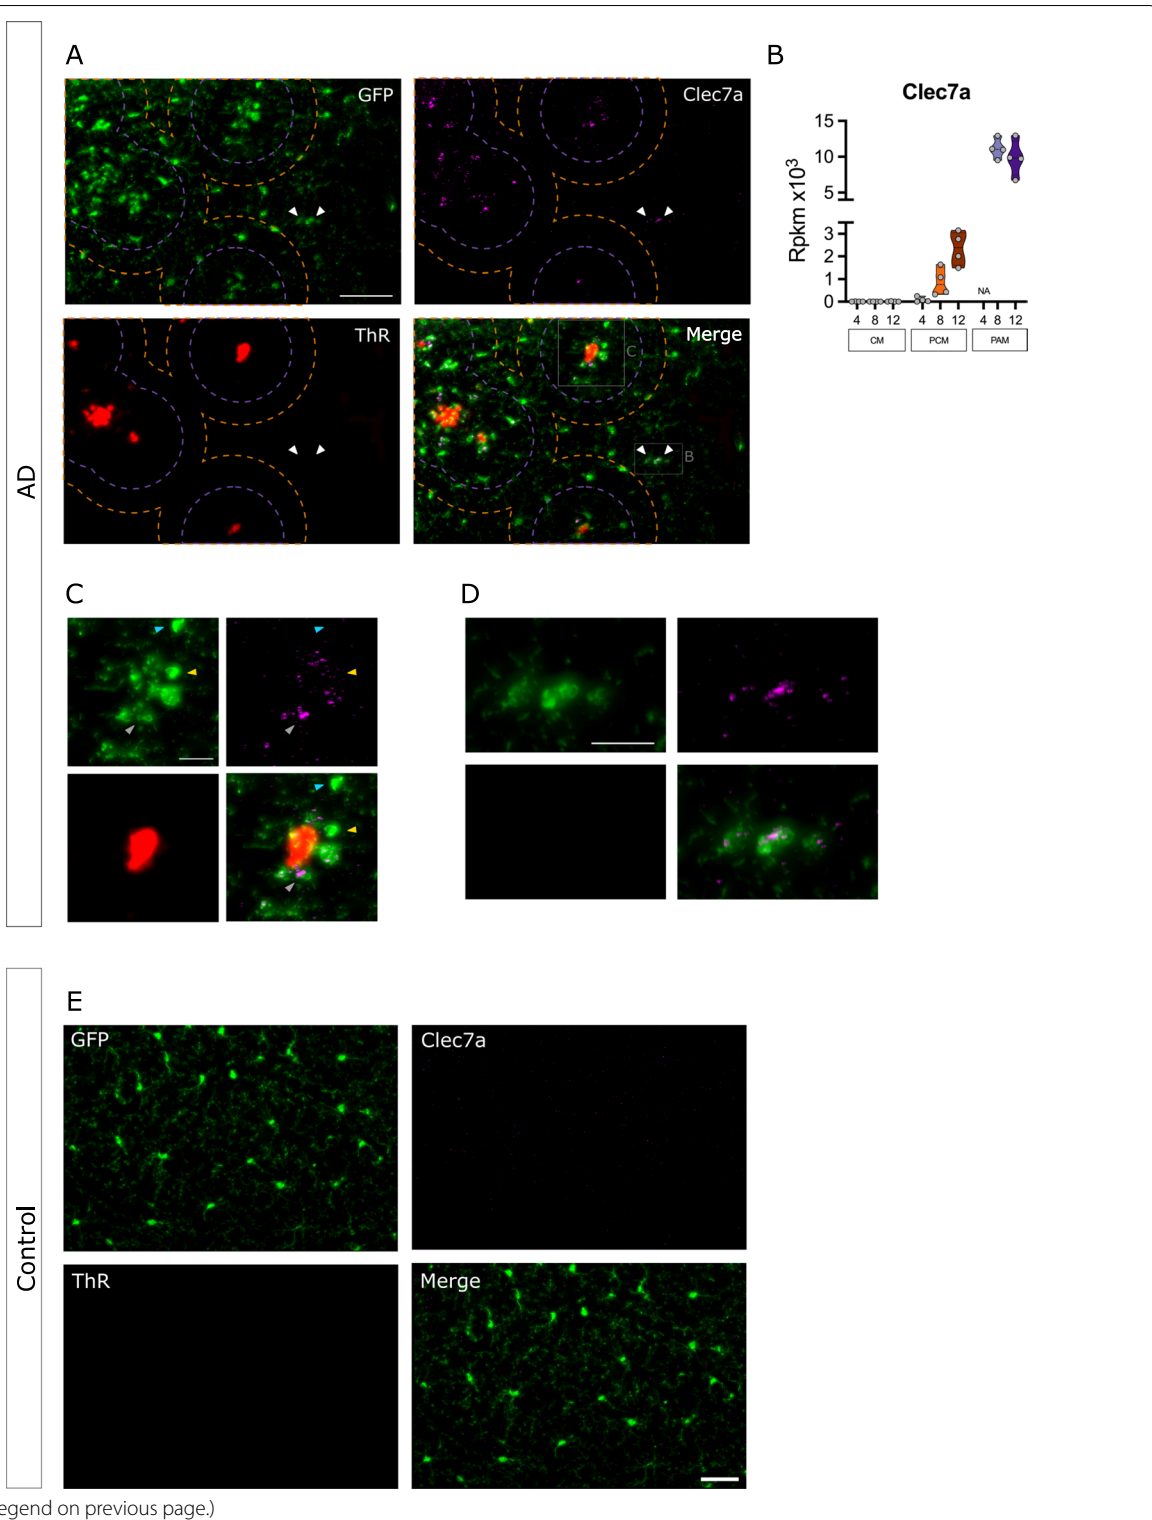 AD
A
GFP
Clec7a
ThR
Merge
C
B
B
Clec7a
Rpkm x10³
15
10
5
3
2
1
0
NA
4 8 12 4 8 12 4 8 12
CM PCM PAM
C
D
Control
E
GFP
Clec7a
ThR
Merge
egend on previous page.)